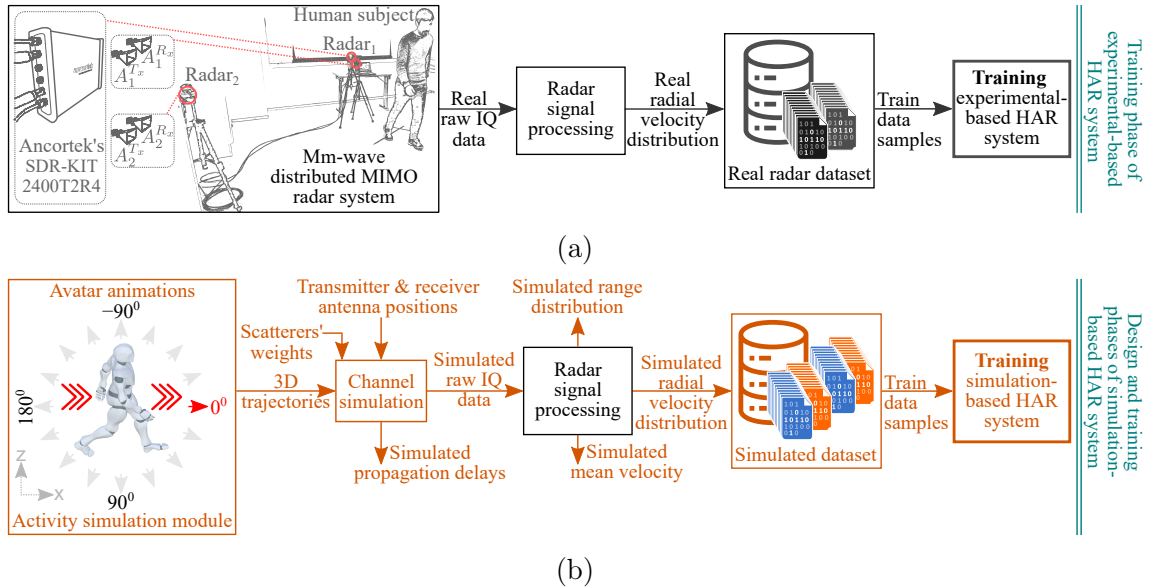 Human subject
Radar₁
A₁ᵀˣ A₁ᴿˣ
Radar₂
A₂ᵀˣ A₂ᴿˣ
Ancortek's
SDR-KIT
2400T2R4
Mm-wave
distributed MIMO
radar system
Real
raw IQ
data
Radar
signal
processing
Real
radial
velocity
distribution
Real radar dataset
Train
data
samples
Training
experimental-
based HAR
system
Training phase of
experimental-based
HAR system
(a)
Avatar animations
−90⁰
180⁰
0⁰
90⁰
Z
X
Activity simulation module
Scatterers'
weights
3D
trajectories
Transmitter & receiver
antenna positions
Channel
simulation
Simulated
propagation delays
Simulated
raw IQ
data
Simulated range
distribution
Radar
signal
processing
Simulated
mean velocity
Simulated
radial
velocity
distribution
Simulated dataset
Train
data
samples
Training
simulation-
based HAR
system
Design and training
phases of simulation-
based HAR system
(b)